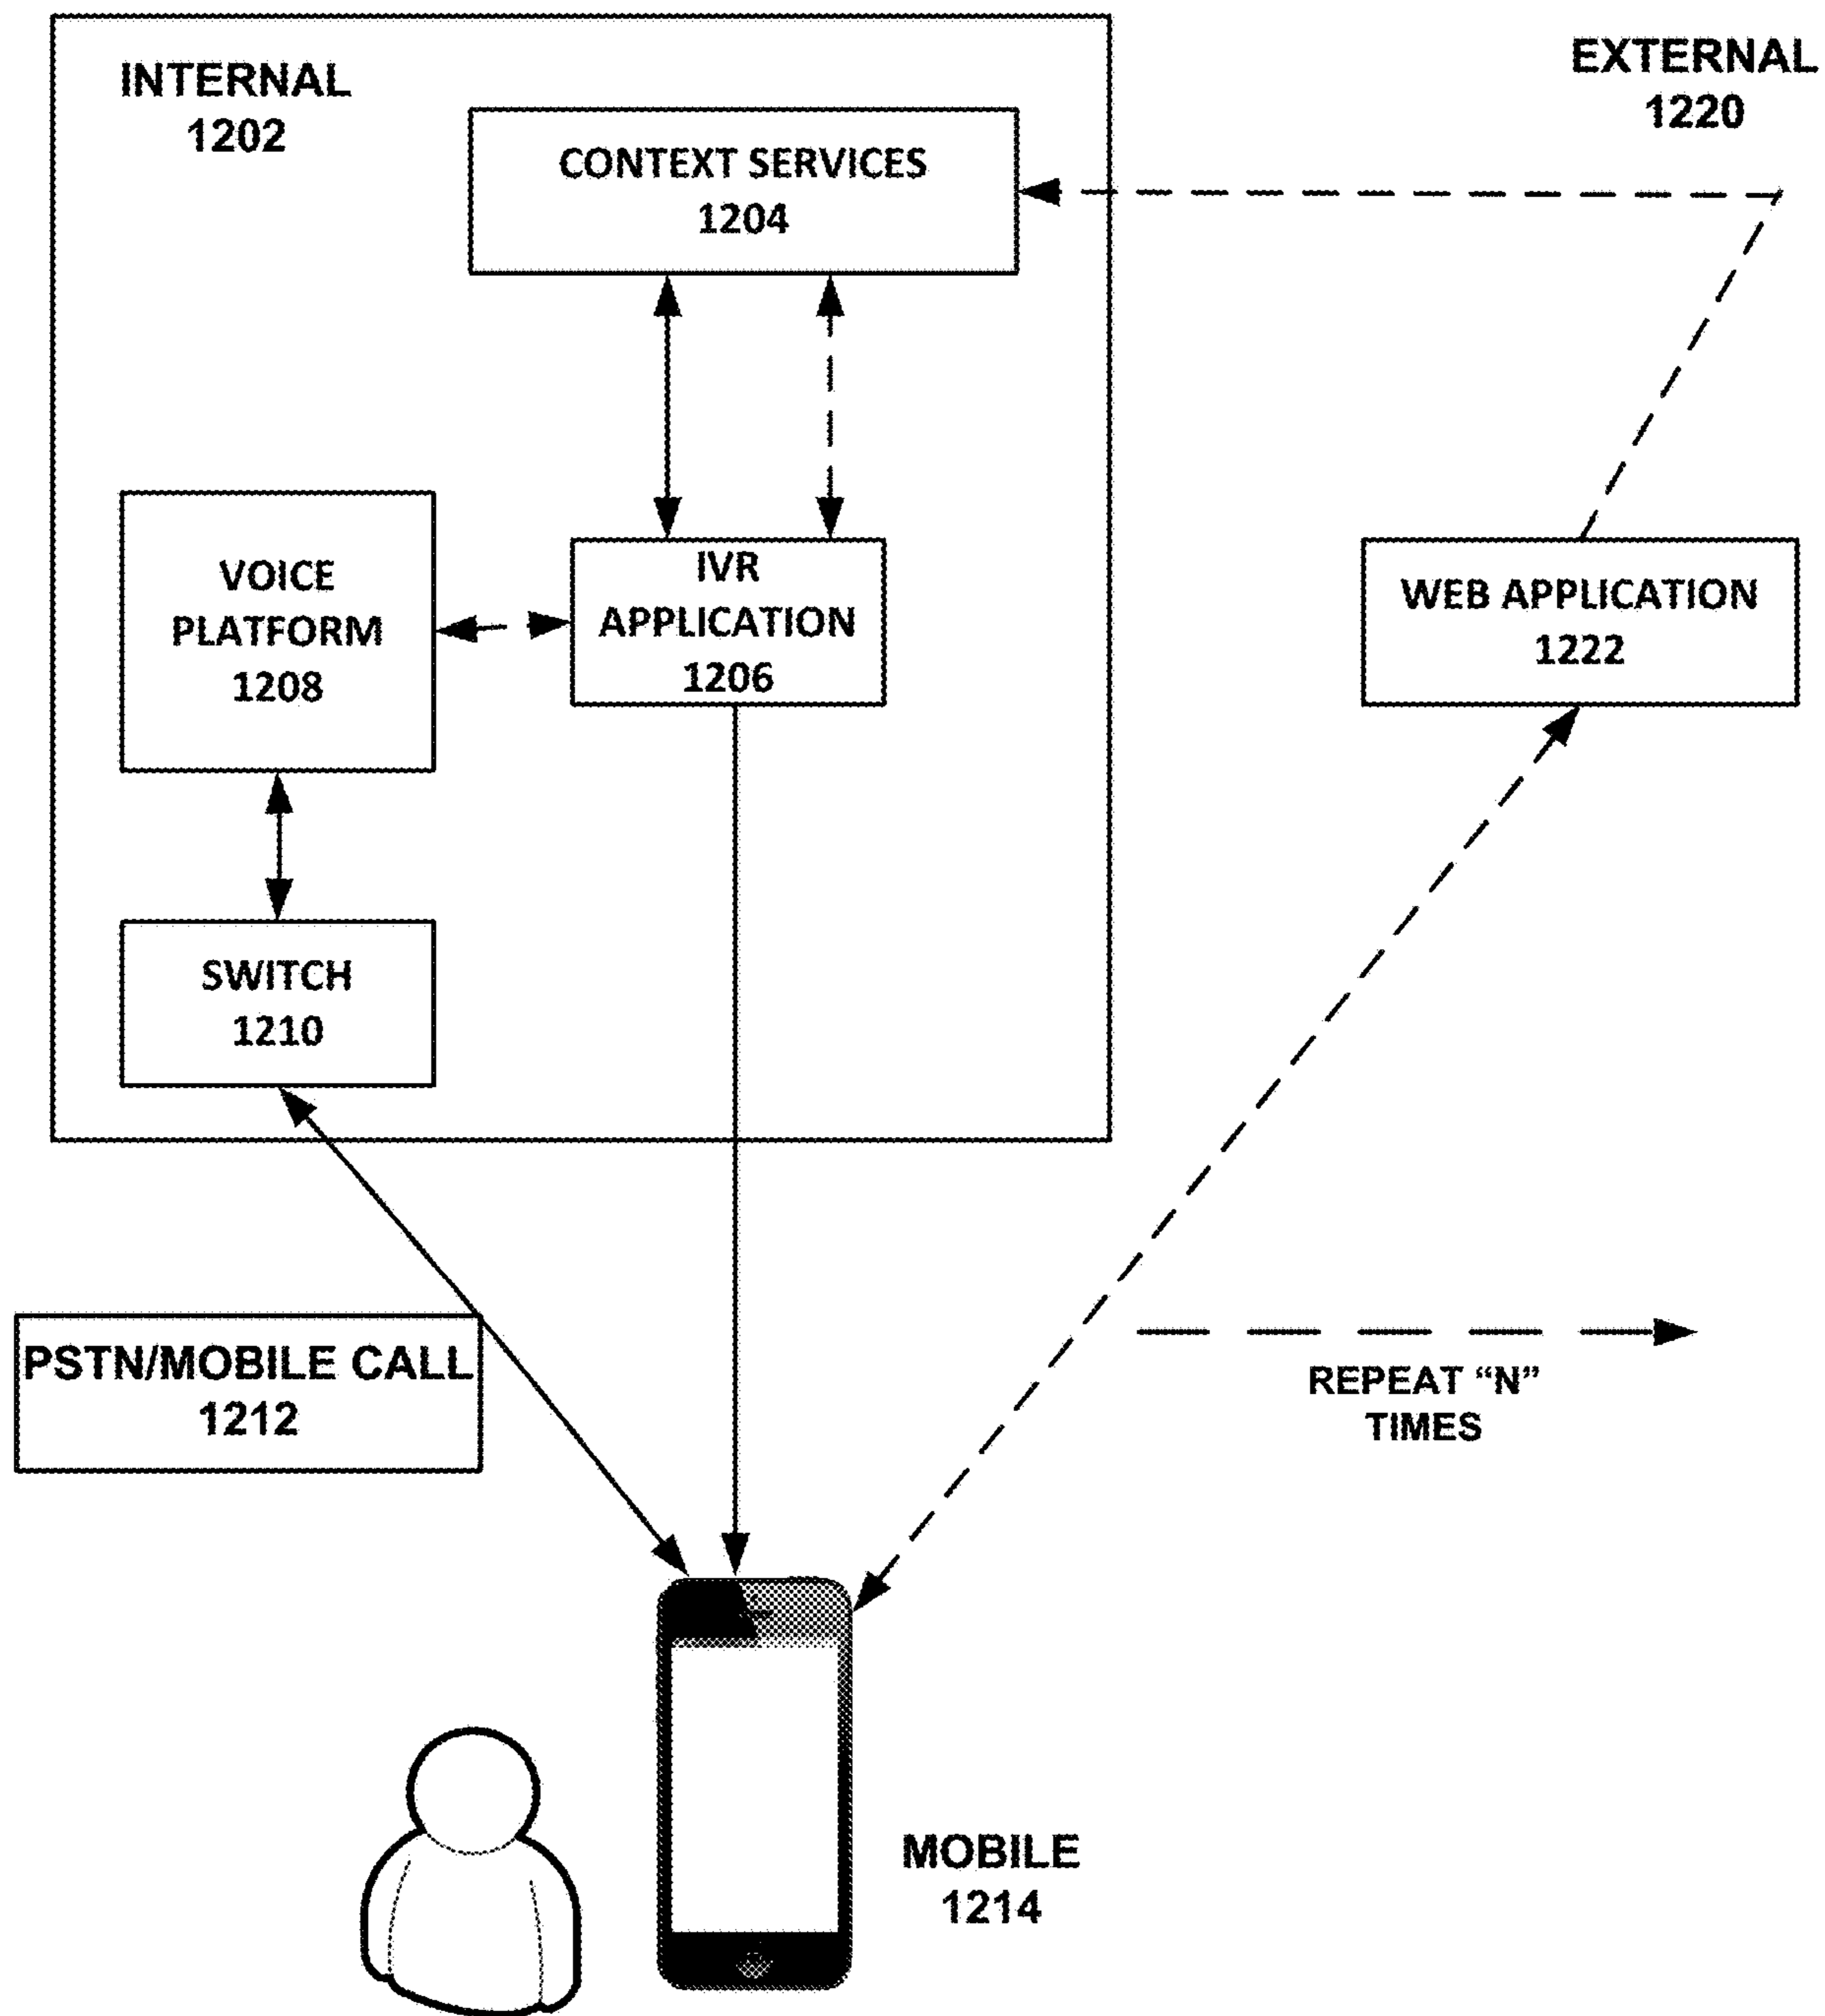 INTERNAL
1202
EXTERNAL
1220
CONTEXT SERVICES
1204
VOICE
PLATFORM
1208
IVR
APPLICATION
1206
WEB APPLICATION
1222
SWITCH
1210
PSTN/MOBILE CALL
1212
REPEAT “N”
TIMES
MOBILE
1214